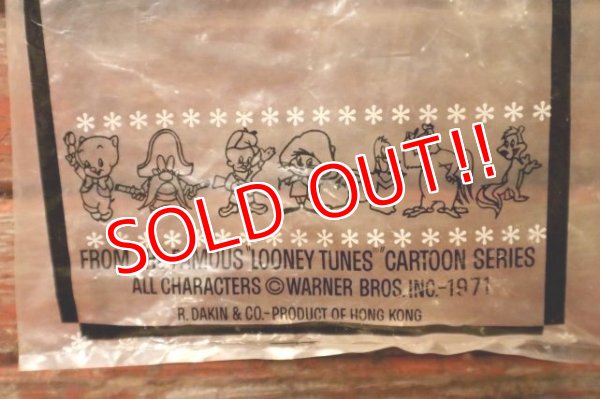 SOLD OUT!!
FROM FAMOUS "LOONEY TUNES" CARTOON SERIES
ALL CHARACTERS ©WARNER BROS. INC.-1971
R. DAKIN & CO.-PRODUCT OF HONG KONG